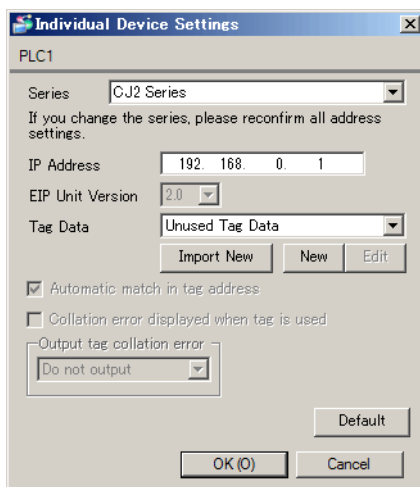 Individual Device Settings
PLC1
Series CJ2 Series
If you change the series, please reconfirm all address
settings.
IP Address 192. 168. 0. 1
EIP Unit Version 2.0
Tag Data Unused Tag Data
Import New New Edit
Automatic match in tag address
Collation error displayed when tag is used
Output tag collation error
Do not output
Default
OK (O) Cancel